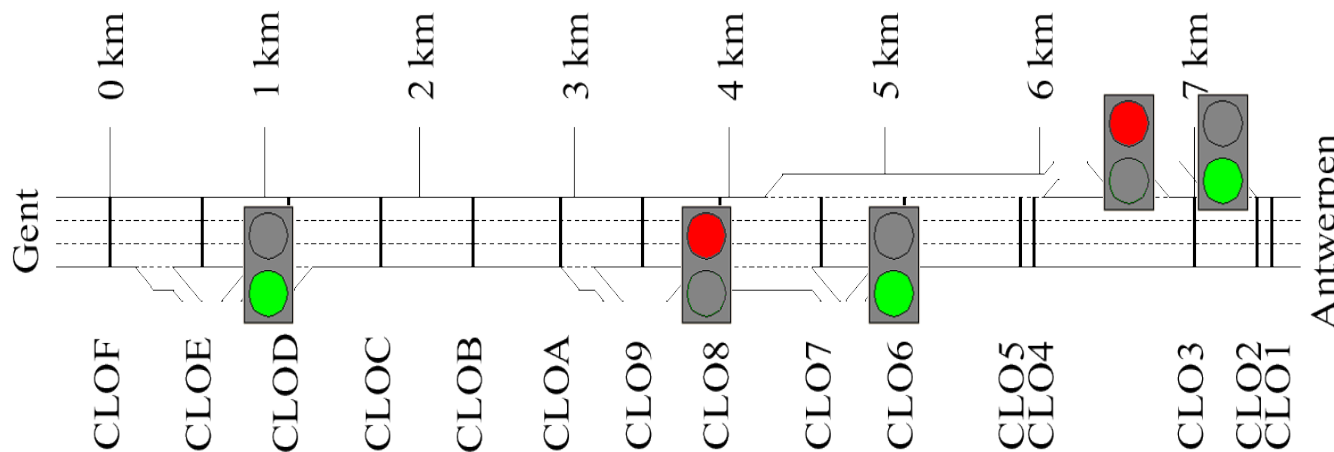 0 km
1 km
2 km
3 km
4 km
5 km
6 km
7 km
Gent
Antwerpen
CLOF
CLOE
CLOD
CLOC
CLOB
CLOA
CLO9
CLO8
CLO7
CLO6
CLO5
CLO4
CLO3
CLO2
CLO1